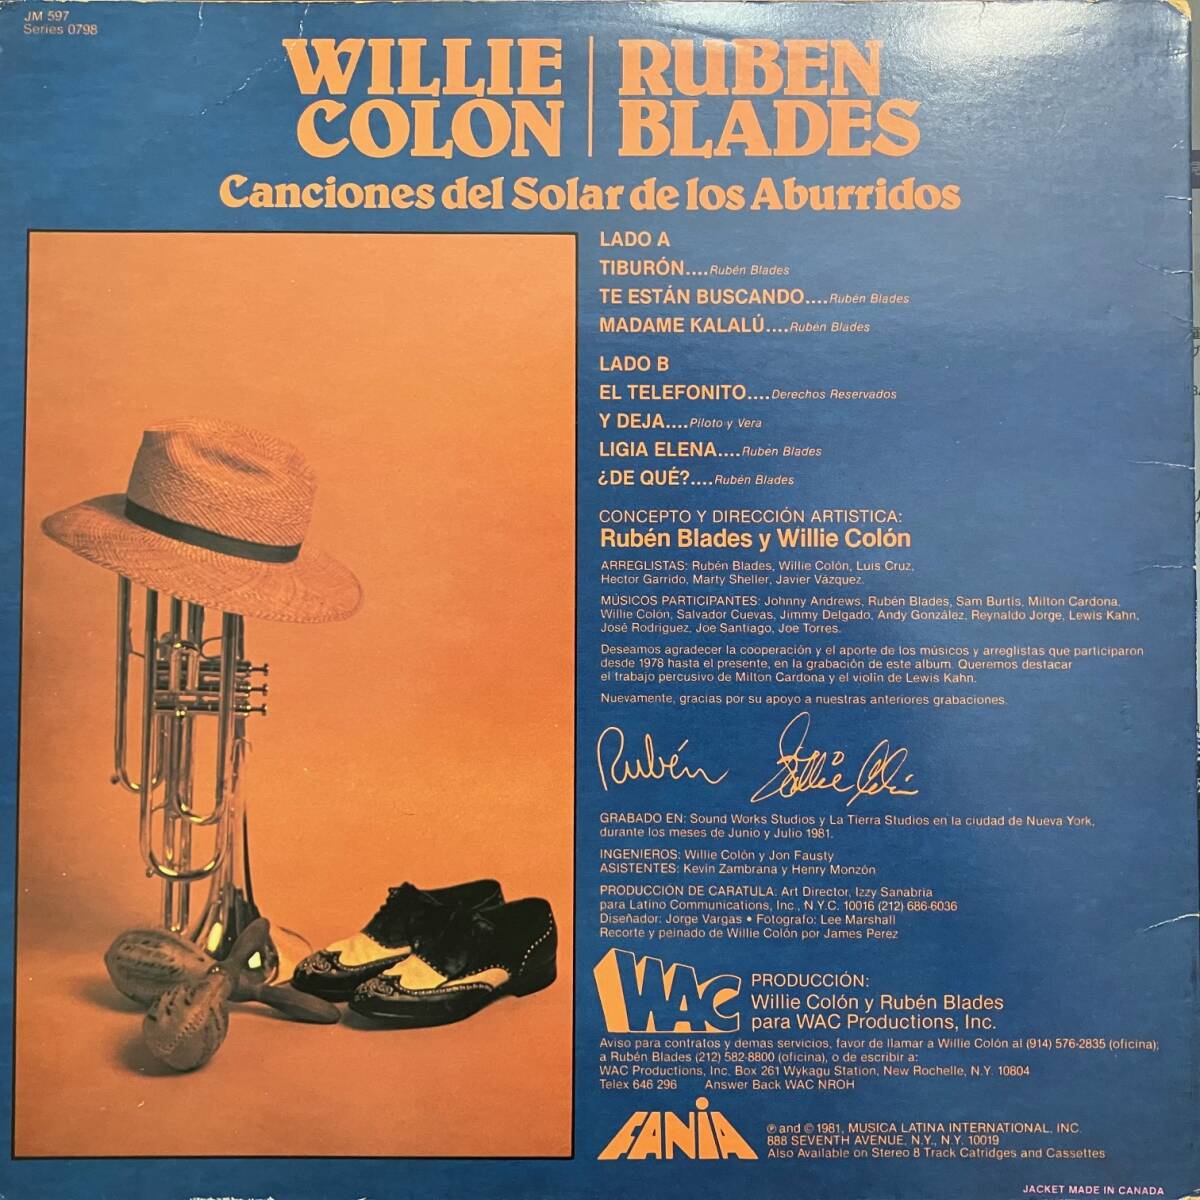 JM 597
Series 0798
WILLIE COLON
RUBEN BLADES
Canciones del Solar de los Aburridos
LADO A
TIBURÓN....Rubén Blades
TE ESTÁN BUSCANDO....Rubén Blades
MADAME KALALÚ....Rubén Blades
LADO B
EL TELEFONITO....Derechos Reservados
Y DEJA....Piloto y Vera
LIGIA ELENA....Rubén Blades
¿DE QUÉ?....Rubén Blades
CONCEPTO Y DIRECCIÓN ARTISTICA:
Rubén Blades y Willie Colón
ARREGLISTAS: Rubén Blades, Willie Colón, Luis Cruz,
Hector Garrido, Marty Sheller, Javier Vázquez.
MÚSICOS PARTICIPANTES: Johnny Andrews, Rubén Blades, Sam Burtis, Milton Cardona,
Willie Colón, Salvador Cuevas, Jimmy Delgado, Andy González, Reynaldo Jorge, Lewis Kahn,
José Rodriguez, Joe Santiago, Joe Torres.
Deseamos agradecer la cooperación y el aporte de los músicos y arreglistas que participaron
desde 1978 hasta el presente, en la grabación de este album. Queremos destacar
el trabajo percusivo de Milton Cardona y el violín de Lewis Kahn.
Nuevamente, gracias por su apoyo a nuestras anteriores grabaciones.
Rubén Willie Colón
GRABADO EN: Sound Works Studios y La Tierra Studios en la ciudad de Nueva York,
durante los meses de Junio y Julio 1981.
INGENIEROS: Willie Colón y Jon Fausty
ASISTENTES: Kevin Zambrana y Henry Monzón
PRODUCCIÓN DE CARATULA: Art Director, Izzy Sanabria
para Latino Communications, Inc., N.Y.C. 10016 (212) 686-6036
Diseñador: Jorge Vargas • Fotografo: Lee Marshall
Recorte y peinado de Willie Colón por James Perez
WAC
PRODUCCIÓN:
Willie Colón y Rubén Blades
para WAC Productions, Inc.
Aviso para contratos y demas servicios, favor de llamar a Willie Colón al (914) 576-2835 (oficina);
a Rubén Blades (212) 582-8800 (oficina), o de escribir a:
WAC Productions, Inc. Box 261 Wykagu Station, New Rochelle, N.Y. 10804
Telex 646 296 Answer Back WAC NROH
FANIA
℗ and © 1981, MUSICA LATINA INTERNATIONAL, INC.
888 SEVENTH AVENUE, N.Y., N.Y. 10019
Also Available on Stereo 8 Track Catridges and Cassettes
JACKET MADE IN CANADA